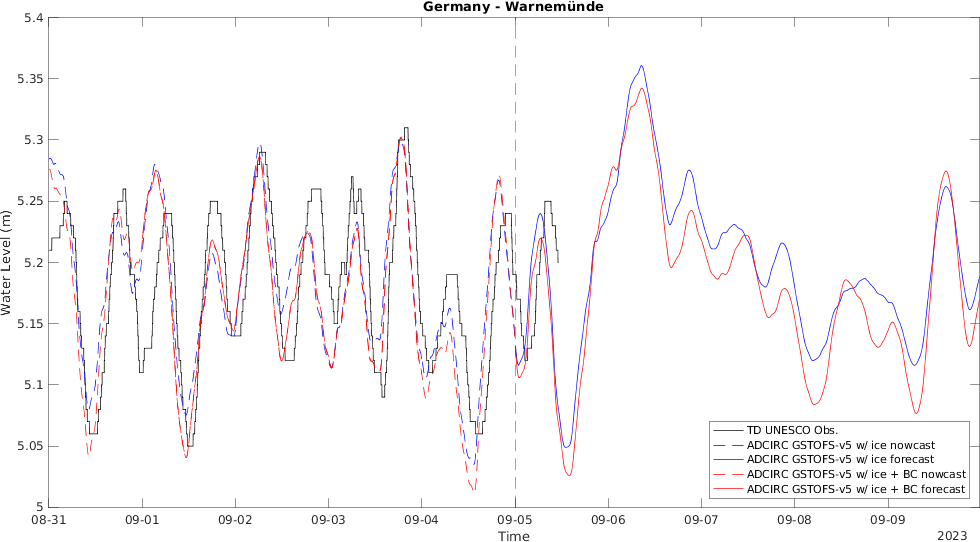 Germany - Warnemünde
Water Level (m)
5.4
5.35
5.3
5.25
5.2
5.15
5.1
5.05
5
08-31
09-01
09-02
09-03
09-04
09-05
09-06
09-07
09-08
09-09
Time
2023
TD UNESCO Obs.
ADCIRC GSTOFS-v5 w/ ice nowcast
ADCIRC GSTOFS-v5 w/ ice forecast
ADCIRC GSTOFS-v5 w/ ice + BC nowcast
ADCIRC GSTOFS-v5 w/ ice + BC forecast